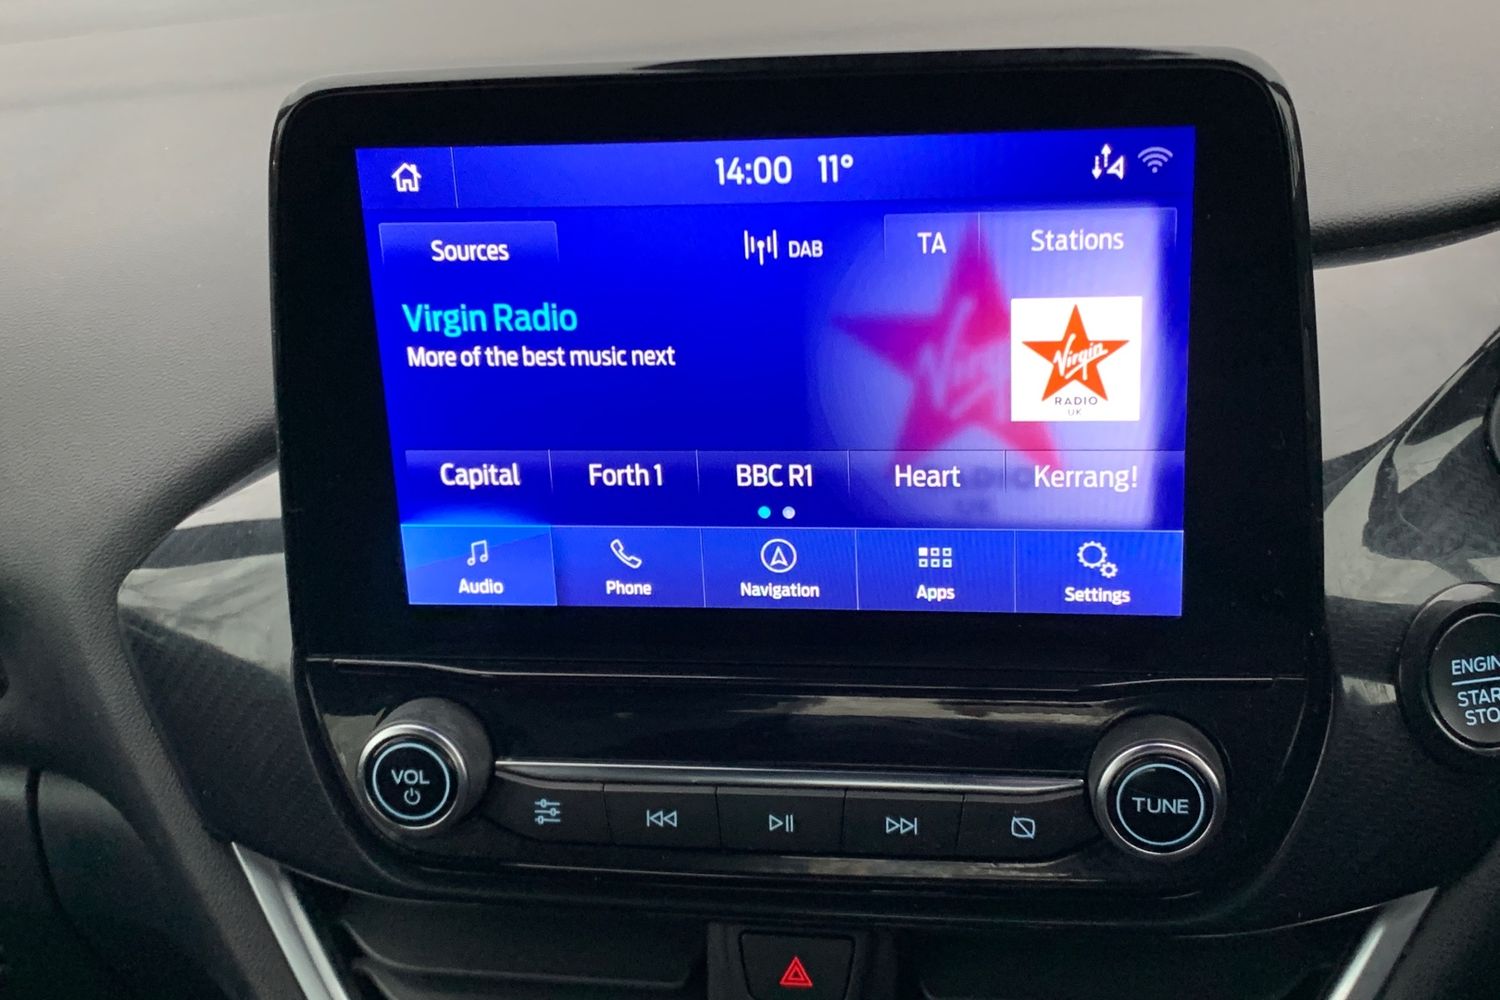 14:00 11°
Sources DAB TA Stations
Virgin Radio
More of the best music next
Virgin
RADIO
UK
Capital Forth 1 BBC R1 Heart Kerrang!
Audio Phone Navigation Apps Settings
VOL
TUNE
ENGIN
STAR
STO